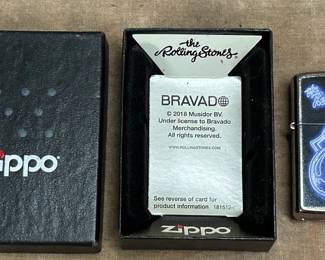 the
Rolling Stones®
BRAVADO
© 2018 Musidor BV.
Under license to Bravado
Merchandising.
All rights reserved.
WWW.ROLLINGSTONES.COM
See reverse of card for
product information
zippo
ippo